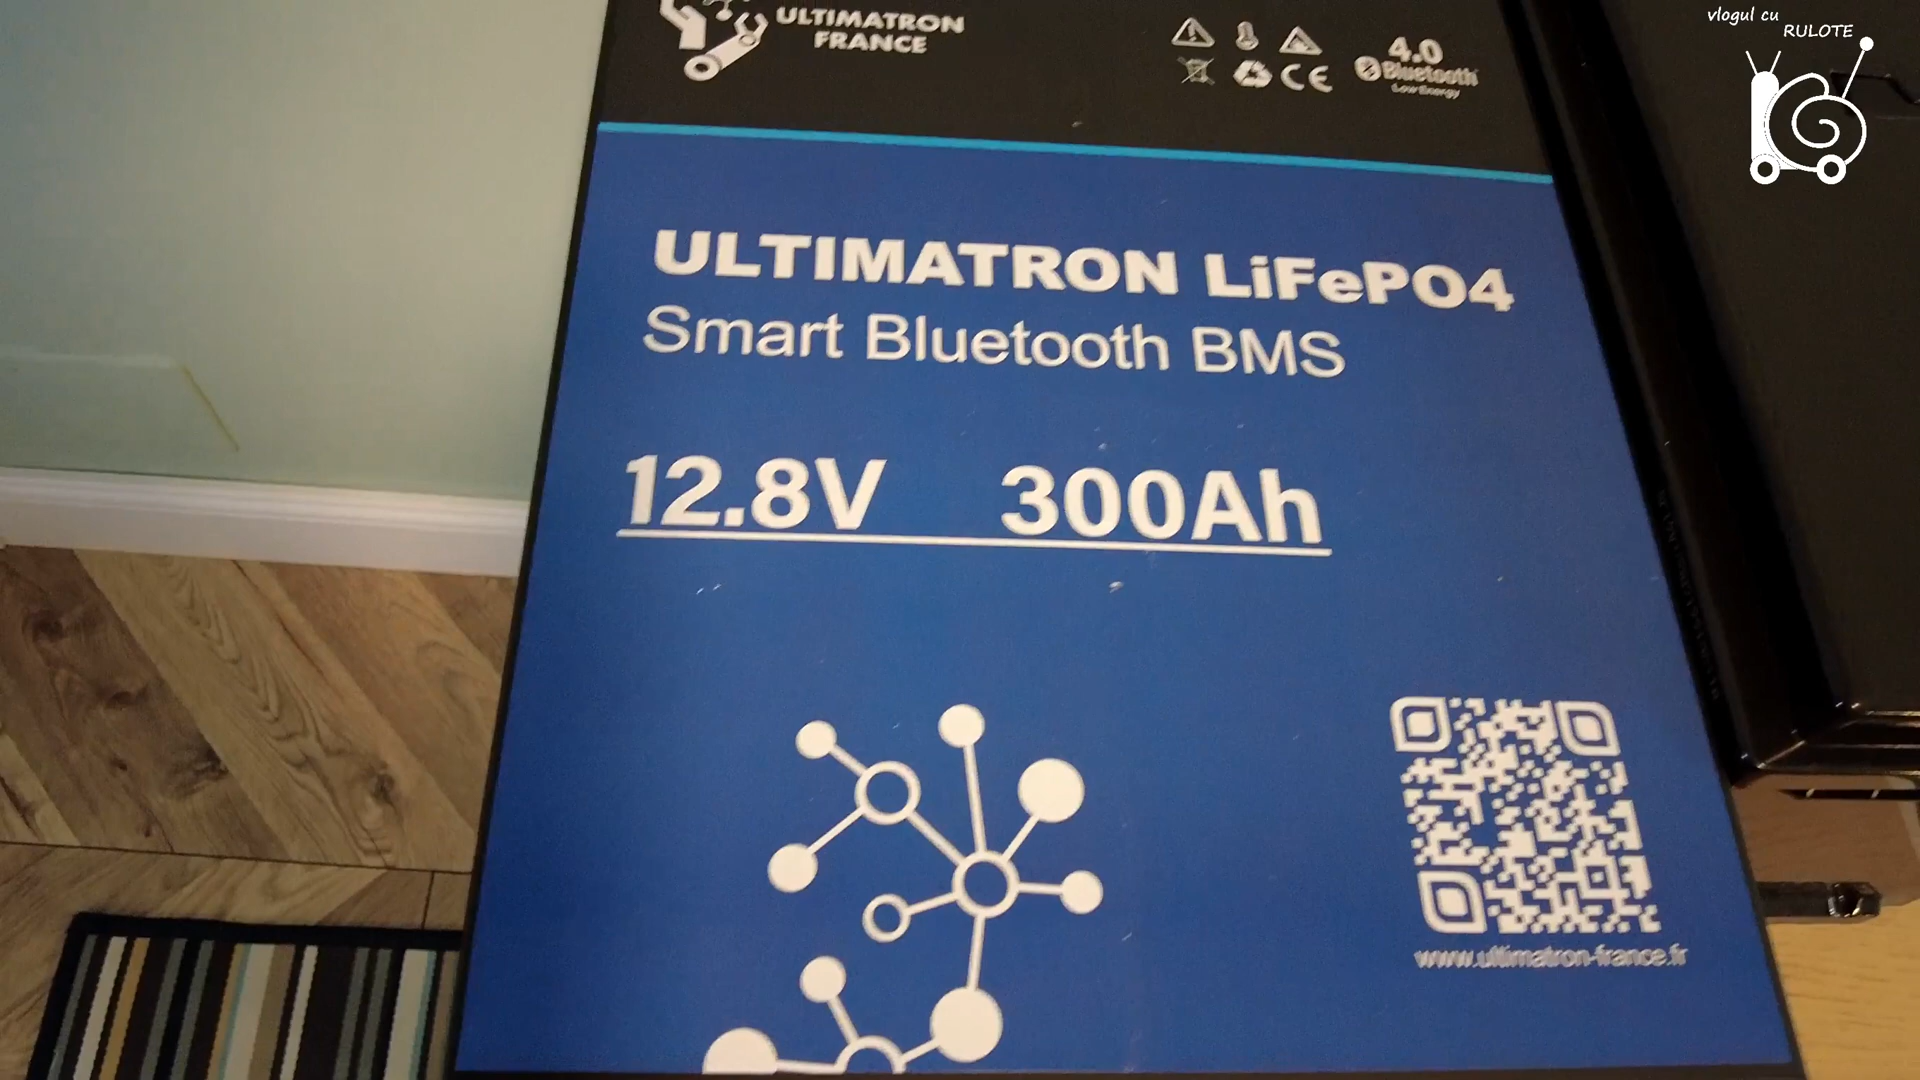 vlogul cu
RULOTE
ULTIMATRON
FRANCE
4.0
Bluetooth
Low Energy
CE
ULTIMATRON LiFePO4
Smart Bluetooth BMS
12.8V 300Ah
www.ultimatron-france.fr